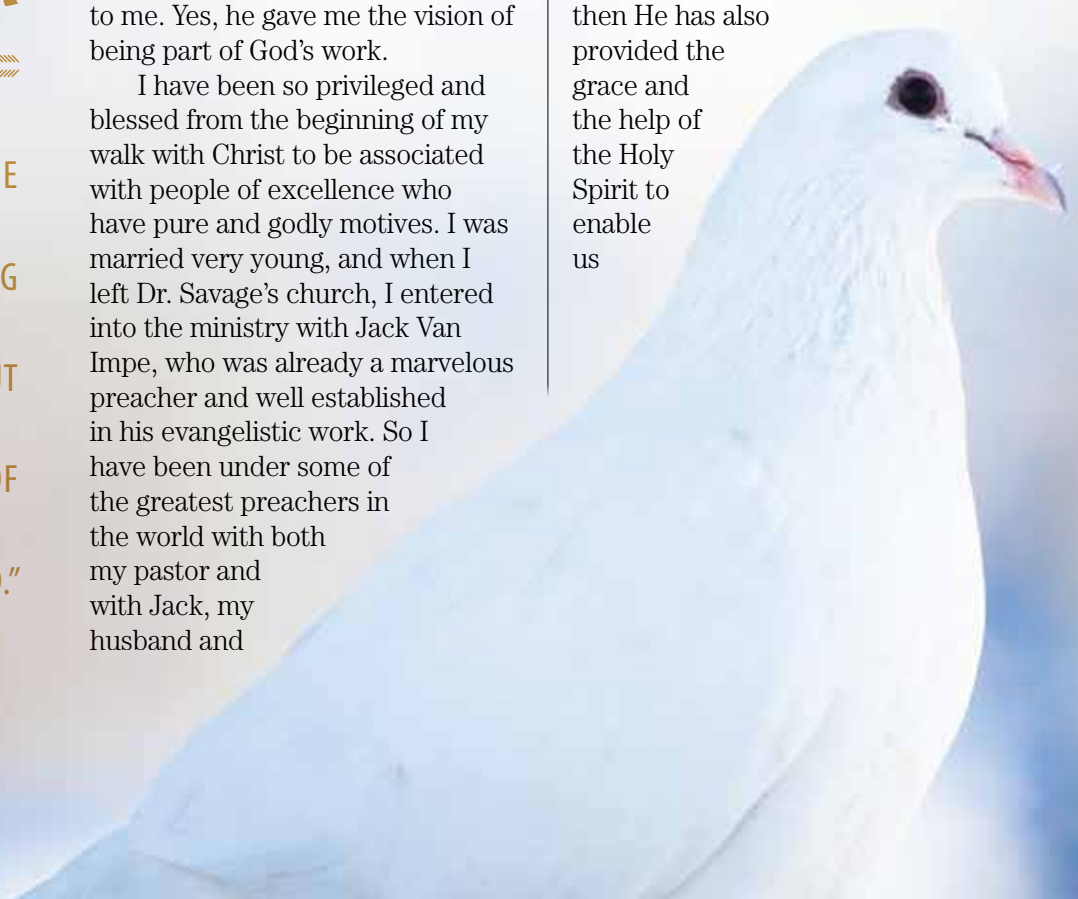 E
G
UT
OF
."
to me. Yes, he gave me the vision of
being part of God’s work.
I have been so privileged and
blessed from the beginning of my
walk with Christ to be associated
with people of excellence who
have pure and godly motives. I was
married very young, and when I
left Dr. Savage’s church, I entered
into the ministry with Jack Van
Impe, who was already a marvelous
preacher and well established
in his evangelistic work. So I
have been under some of
the greatest preachers in
the world with both
my pastor and
with Jack, my
husband and
then He has also
provided the
grace and
the help of
the Holy
Spirit to
enable
us